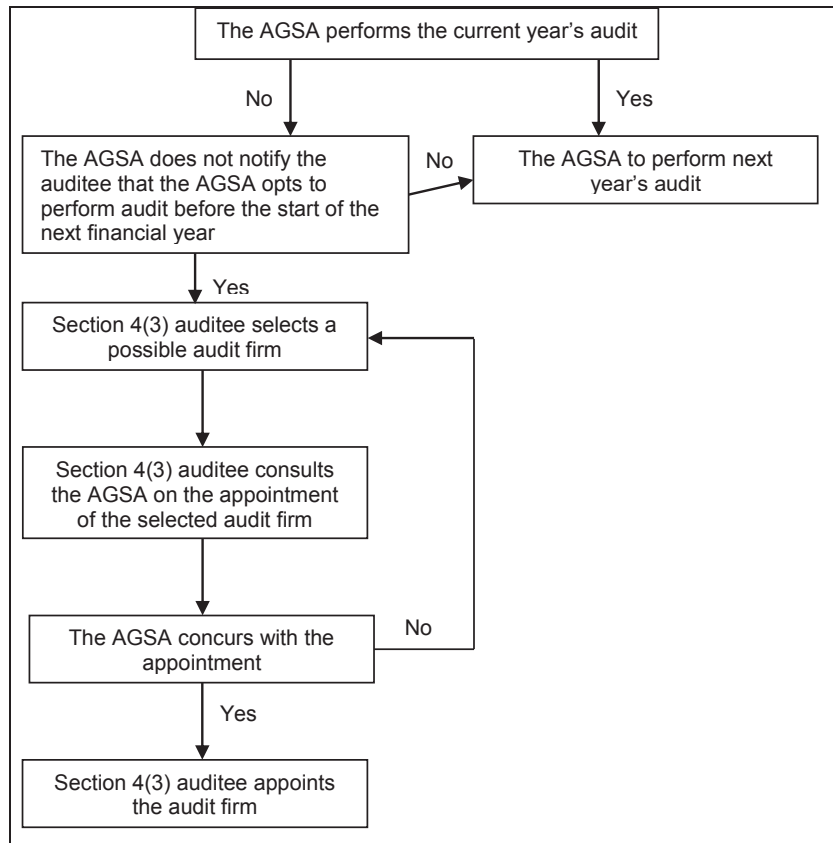 The AGSA performs the current year’s audit
No
Yes
The AGSA does not notify the
auditee that the AGSA opts to
perform audit before the start of the
next financial year
No
The AGSA to perform next
year’s audit
Yes
Section 4(3) auditee selects a
possible audit firm
Section 4(3) auditee consults
the AGSA on the appointment
of the selected audit firm
The AGSA concurs with the
appointment
No
Yes
Section 4(3) auditee appoints
the audit firm